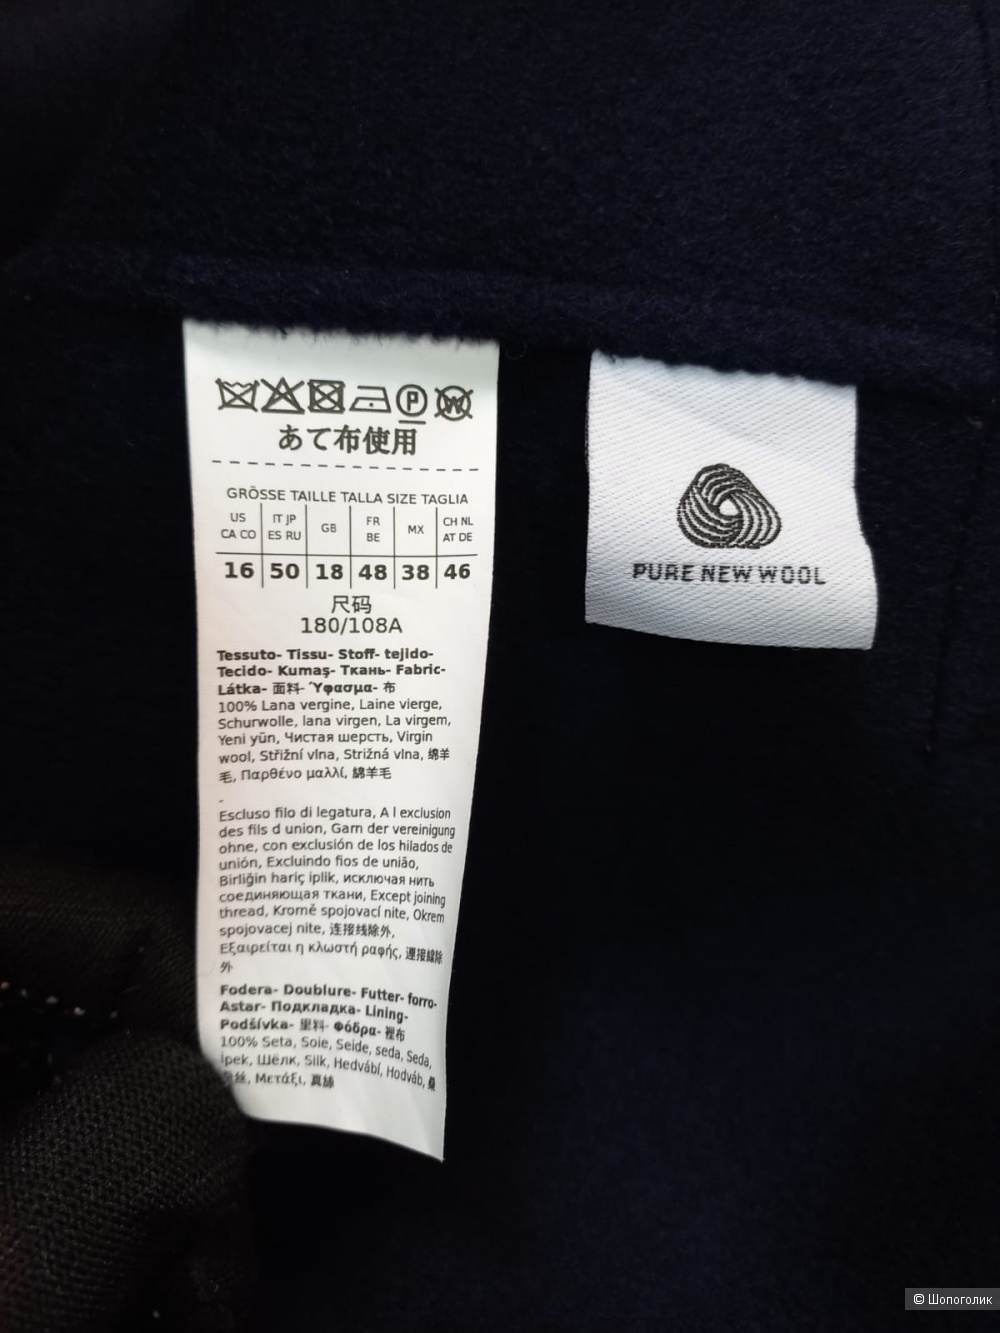 P
W
あて布使用
GRÖSSE TAILLE TALLA SIZE TAGLIA
US CA CO
IT JP ES RU
GB
FR BE
MX
CH NL AT DE
16 50 18 48 38 46
尺码
180/108A
Tessuto- Tissu- Stoff- tejido-
Tecido- Kumaş- Ткань- Fabric-
Látka- 面料- Ύφασμα- 布
100% Lana vergine, Laine vierge,
Schurwolle, lana virgen, La virgem,
Yeni yün, Чистая шерсть, Virgin
wool, Střižní vlna, Strižná vlna, 绵羊
毛, Παρθένο μαλλί, 綿羊毛
-
Escluso filo di legatura, A l exclusion
des fils d union, Garn der vereinigung
ohne, con exclusión de los hilados de
unión, Excluindo fios de união,
Birliğin hariç iplik, исключая нить
соединяющая ткани, Except joining
thread, Kromě spojovací nite, Okrem
spojovacej nite, 连接线除外,
Εξαιρείται η κλωστή ραφής, 連接線除
外
Fodera- Doublure- Futter- forro-
Astar- Подкладка- Lining-
Podšívka- 里料- Φόδρα- 裡布
100% Seta, Soie, Seide, seda, Seda,
ipek, Шёлк, Silk, Hedvábí, Hodváb, 桑
丝, Μετάξι, 真絲
PURE NEW WOOL
© Шопоголик